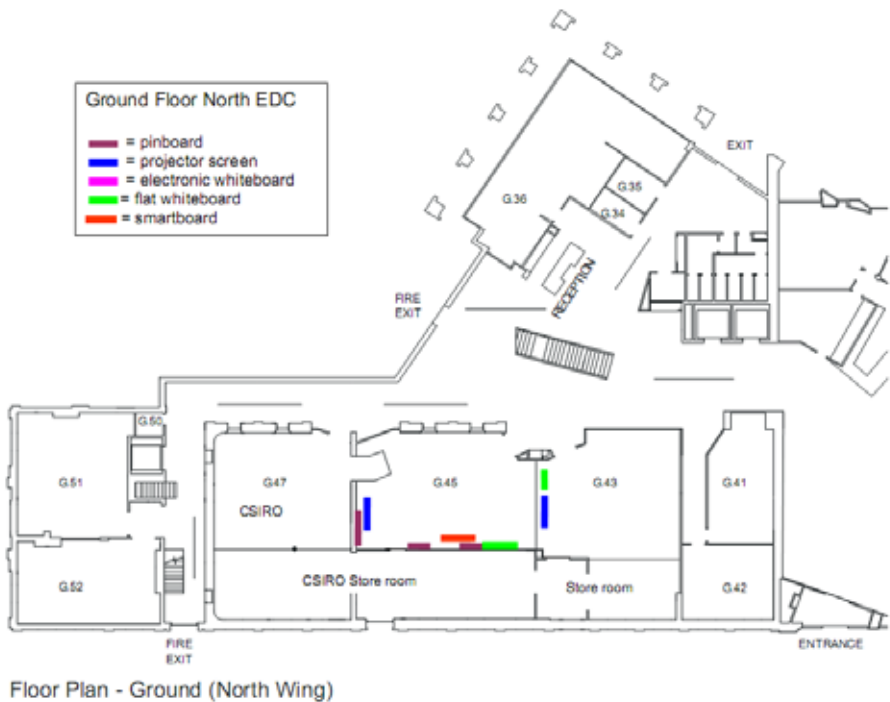 Ground Floor North EDC
= pinboard
= projector screen
= electronic whiteboard
= flat whiteboard
= smartboard
EXIT
G.35
G.36
G.34
RECEPTION
FIRE
EXIT
G.50
G.51
G.47
G.45
G.43
G.41
CSIRO
G.52
CSIRO Store room
Store room
G.42
FIRE
EXIT
ENTRANCE
Floor Plan - Ground (North Wing)